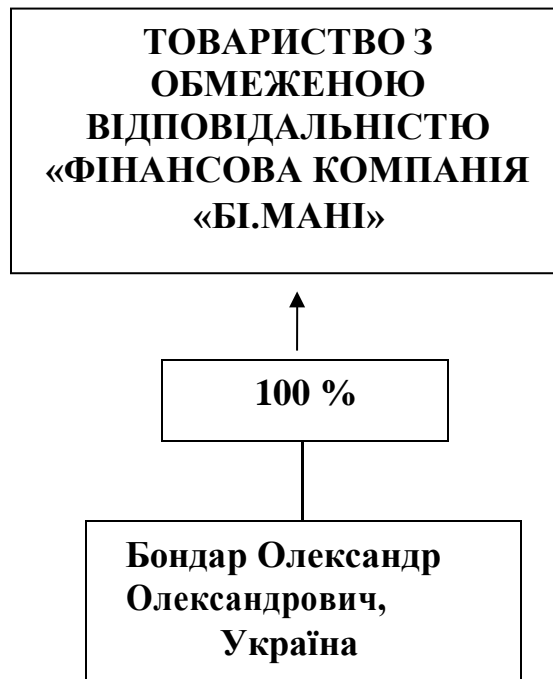 ТОВАРИСТВО З
ОБМЕЖЕНОЮ
ВІДПОВІДАЛЬНІСТЮ
«ФІНАНСОВА КОМПАНІЯ
«БІ.МАНІ»
100 %
Бондар Олександр
Олександрович,
Україна